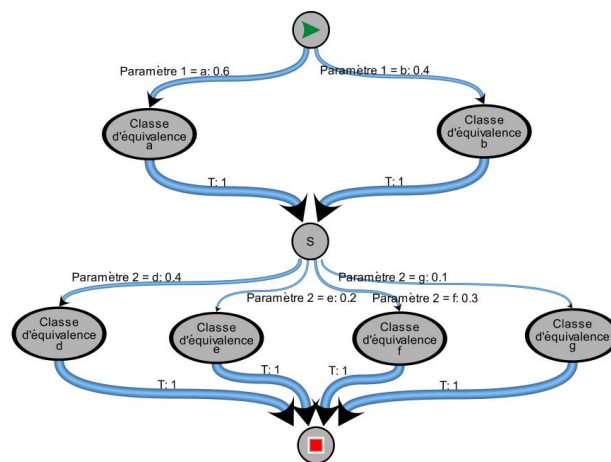 Paramètre 1 = a: 0.6
Paramètre 1 = b: 0.4
Classe
d'équivalence
a
Classe
d'équivalence
b
T: 1
T: 1
S
Paramètre 2 = d: 0.4
Paramètre 2 = g: 0.1
Paramètre 2 = e: 0.2
Paramètre 2 = f: 0.3
Classe
d'équivalence
d
Classe
d'équivalence
e
Classe
d'équivalence
f
Classe
d'équivalence
g
T: 1
T: 1
T: 1
T: 1